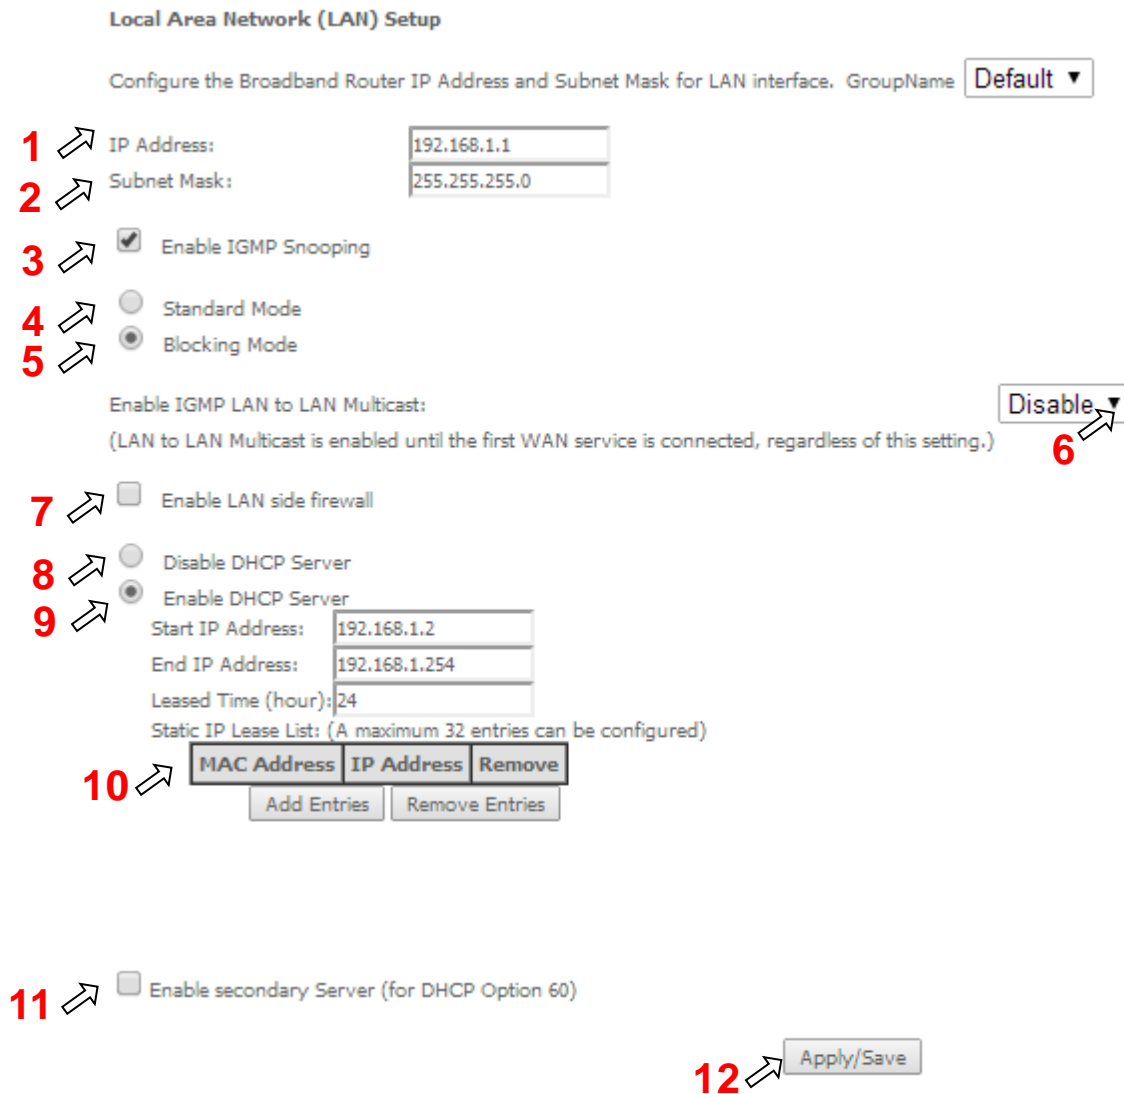 Local Area Network (LAN) Setup
Configure the Broadband Router IP Address and Subnet Mask for LAN interface. GroupName Default
1 IP Address: 192.168.1.1
2 Subnet Mask: 255.255.255.0
3 Enable IGMP Snooping
4 Standard Mode
5 Blocking Mode
Enable IGMP LAN to LAN Multicast: Disable
(LAN to LAN Multicast is enabled until the first WAN service is connected, regardless of this setting.) 6
7 Enable LAN side firewall
8 Disable DHCP Server
9 Enable DHCP Server
Start IP Address: 192.168.1.2
End IP Address: 192.168.1.254
Leased Time (hour): 24
Static IP Lease List: (A maximum 32 entries can be configured)
10 MAC Address IP Address Remove
Add Entries Remove Entries
11 Enable secondary Server (for DHCP Option 60)
12 Apply/Save